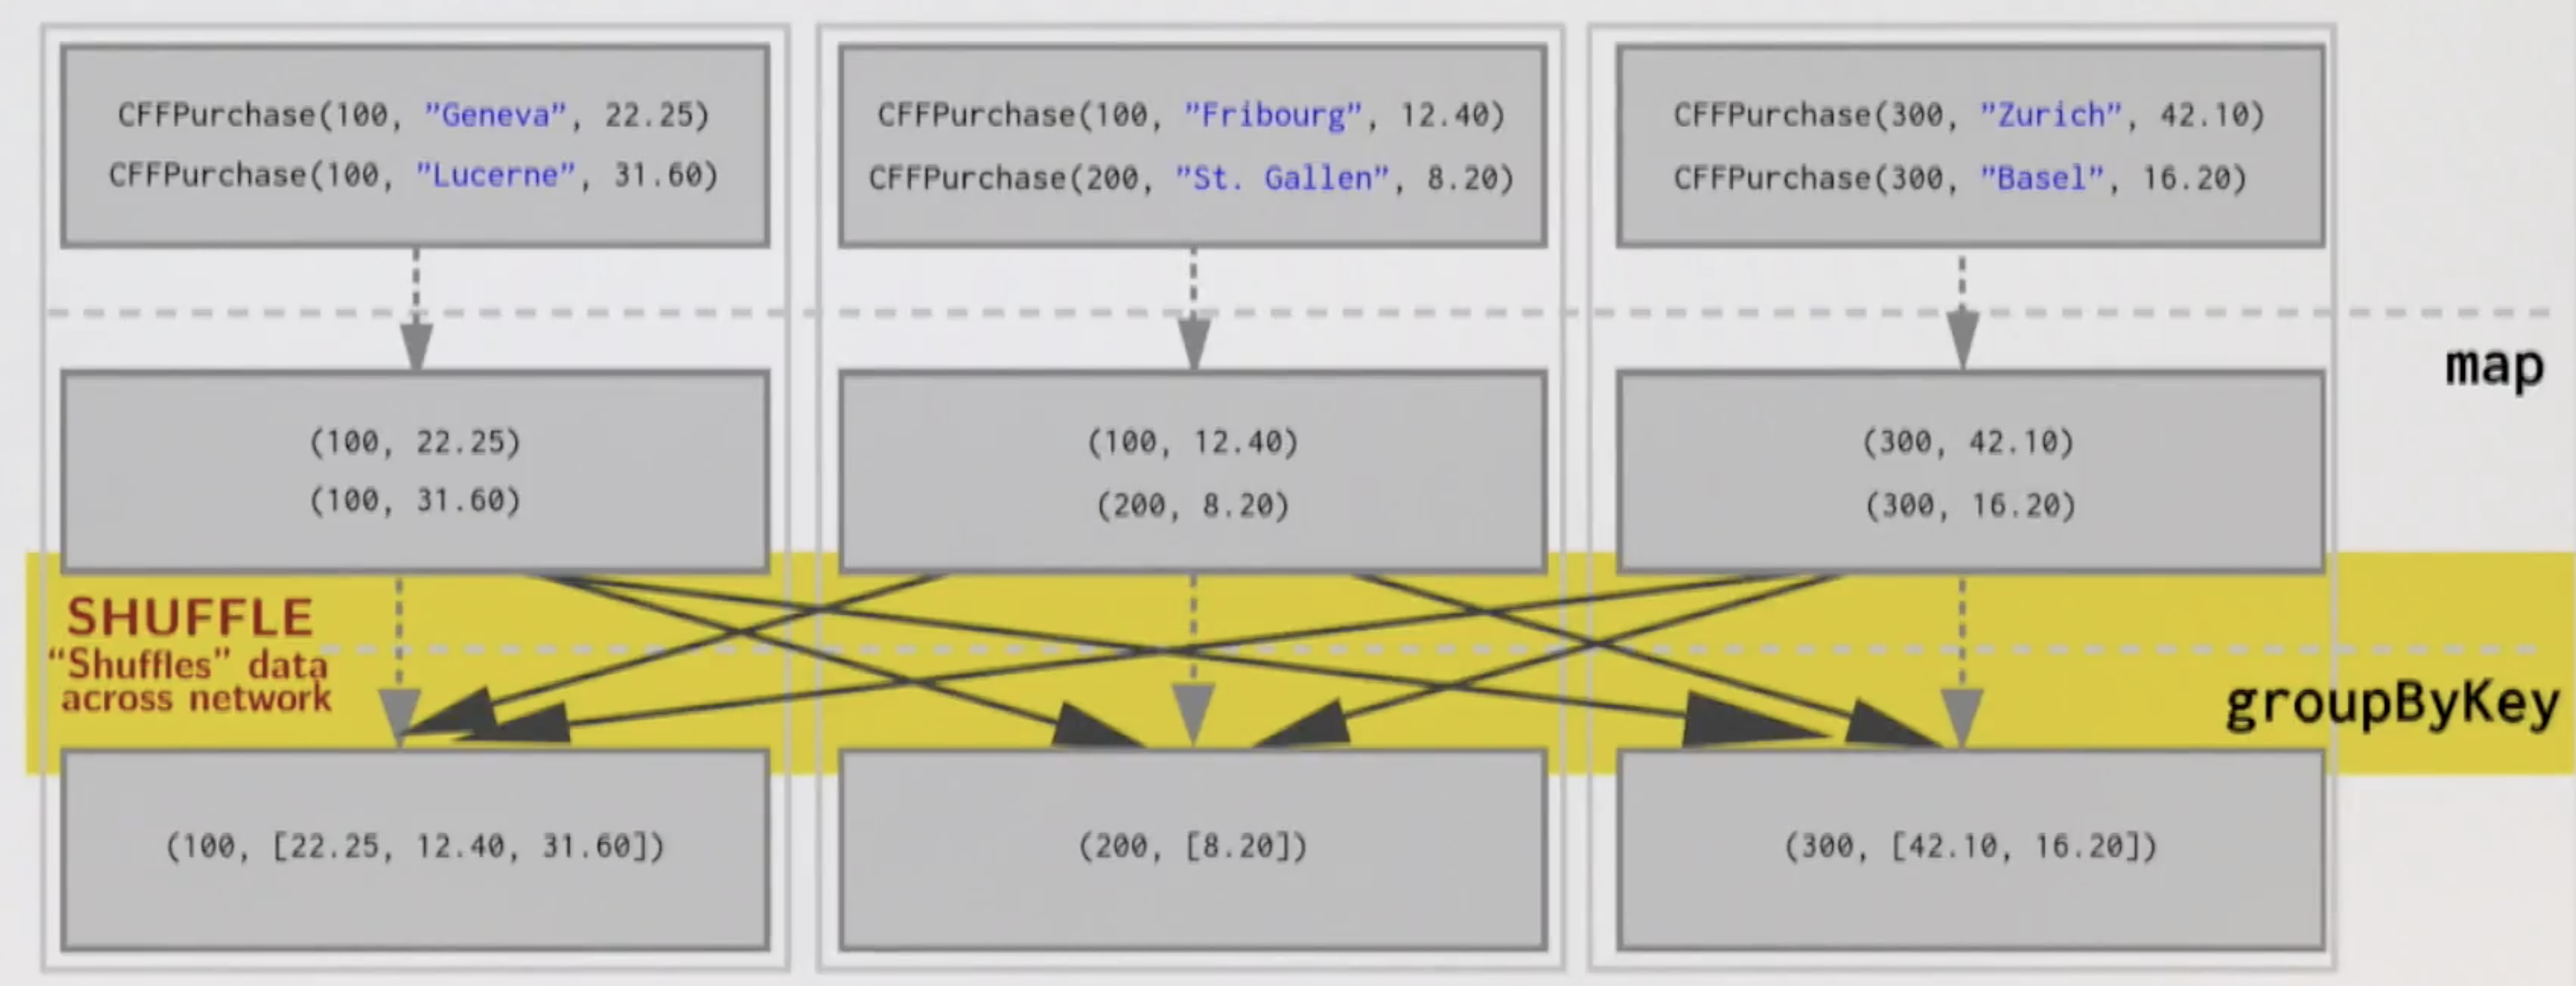 CFFPurchase(100, ”Geneva”, 22.25)
CFFPurchase(100, ”Lucerne”, 31.60)
CFFPurchase(100, ”Fribourg”, 12.40)
CFFPurchase(200, ”St. Gallen”, 8.20)
CFFPurchase(300, ”Zurich”, 42.10)
CFFPurchase(300, ”Basel”, 16.20)
map
(100, 22.25)
(100, 31.60)
(100, 12.40)
(200, 8.20)
(300, 42.10)
(300, 16.20)
SHUFFLE
“Shuffles” data
across network
groupByKey
(100, [22.25, 12.40, 31.60])
(200, [8.20])
(300, [42.10, 16.20])